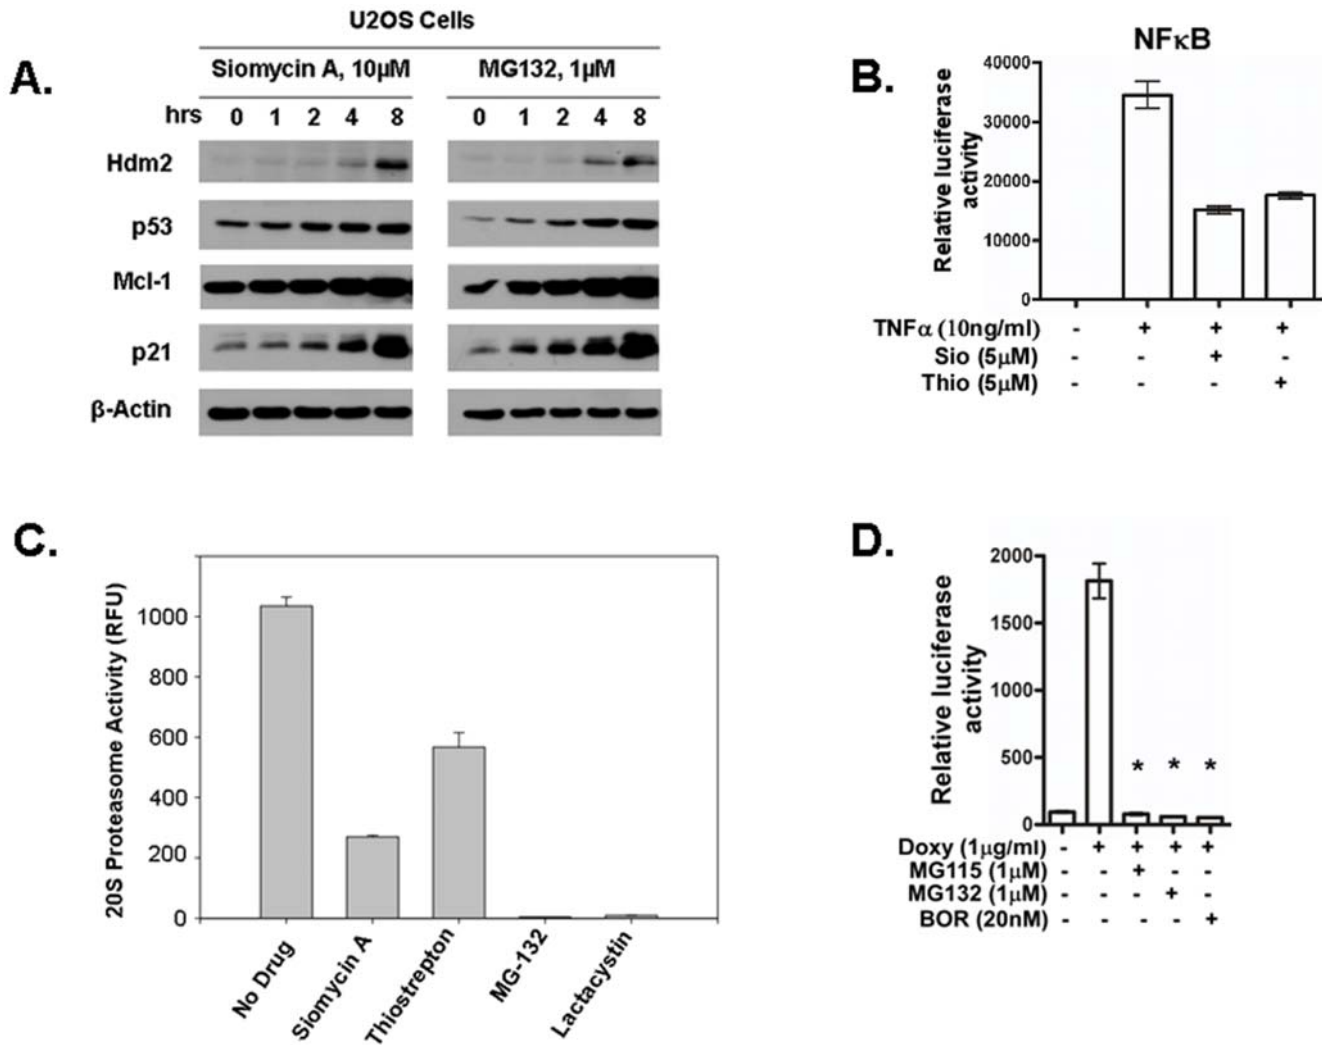 A.
U2OS Cells
Siomycin A, 10µM MG132, 1µM
hrs 0 1 2 4 8 0 1 2 4 8
Hdm2
p53
Mcl-1
p21
β-Actin
B.
NFκB
Relative luciferase
activity
40000
30000
20000
10000
0
TNFα (10ng/ml) - + + +
Sio (5µM) - - + -
Thio (5µM) - - - +
C.
20S Proteasome Activity (RFU)
1000
800
600
400
200
0
No Drug
Siomycin A
Thiostrepton
MG-132
Lactacystin
D.
Relative luciferase
activity
2000
1500
1000
500
0
* * *
Doxy (1µg/ml) - + + + +
MG115 (1µM) - - + - -
MG132 (1µM) - - - + -
BOR (20nM) - - - - +